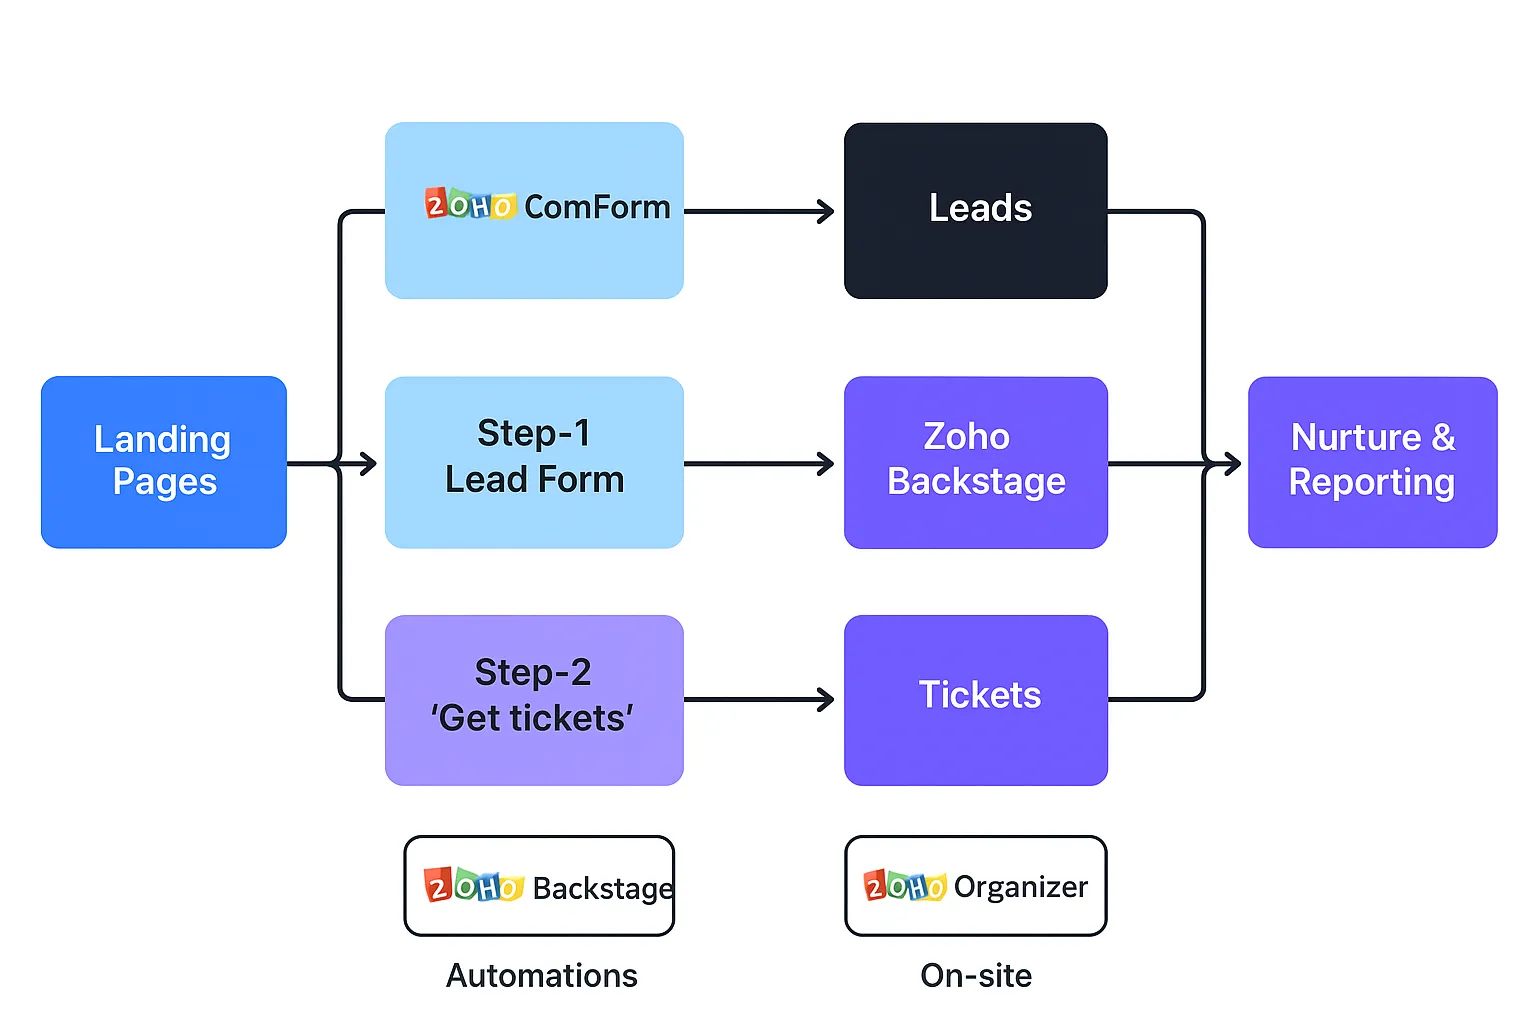 ZOHO ComForm
Leads
Landing
Pages
Step-1
Lead Form
Zoho
Backstage
Nurture &
Reporting
Step-2
‘Get tickets’
Tickets
ZOHO Backstage
ZOHO Organizer
Automations
On-site